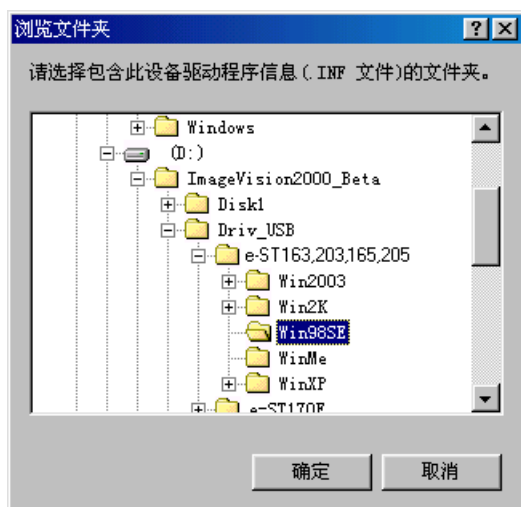 浏览文件夹
请选择包含此设备驱动程序信息(.INF 文件)的文件夹。
Windows
(D:)
ImageVision2000_Beta
Disk1
Driv_USB
e-ST163,203,165,205
Win2003
Win2K
Win98SE
WinMe
WinXP
e-ST170F
确定
取消